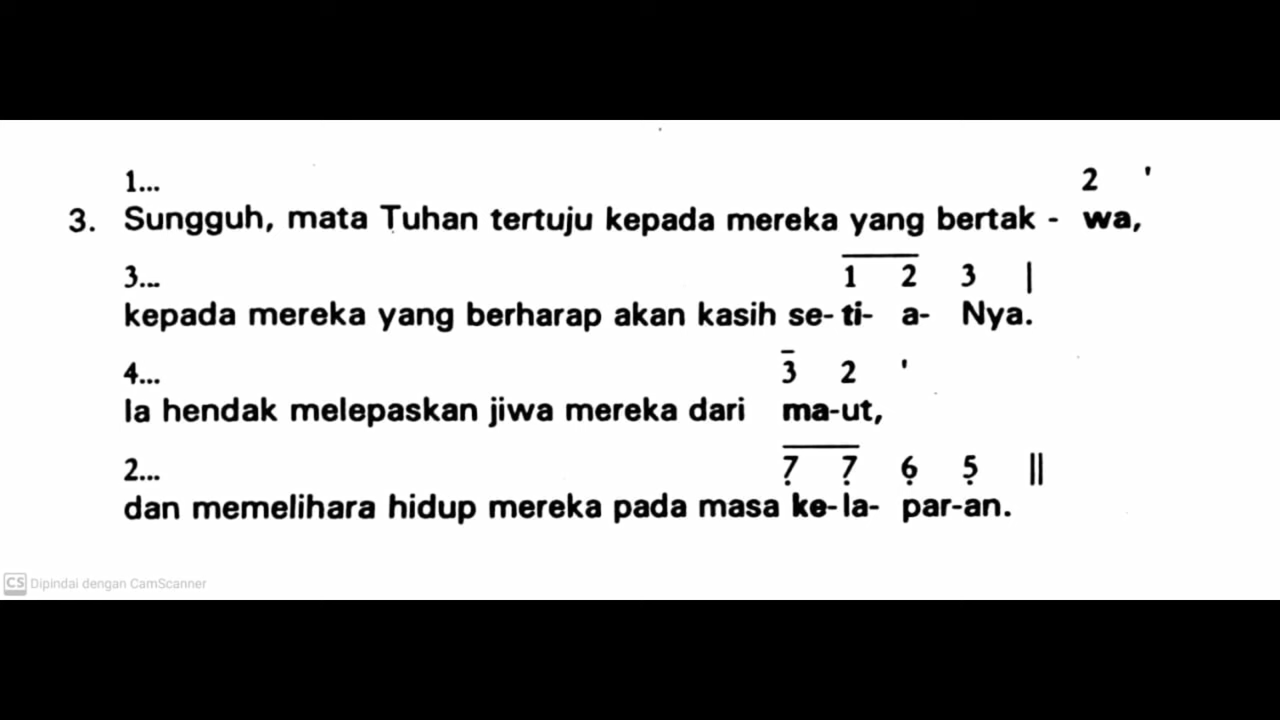 1... 2 '
3. Sungguh, mata Tuhan tertuju kepada mereka yang bertak - wa,
3... 1 2 3 |
kepada mereka yang berharap akan kasih se- ti- a- Nya.
4... 3 2 '
Ia hendak melepaskan jiwa mereka dari ma-ut,
2... 7̣ 7̣ 6̣ 5̣ ||
dan memelihara hidup mereka pada masa ke-la- par-an.
CS Dipindai dengan CamScanner